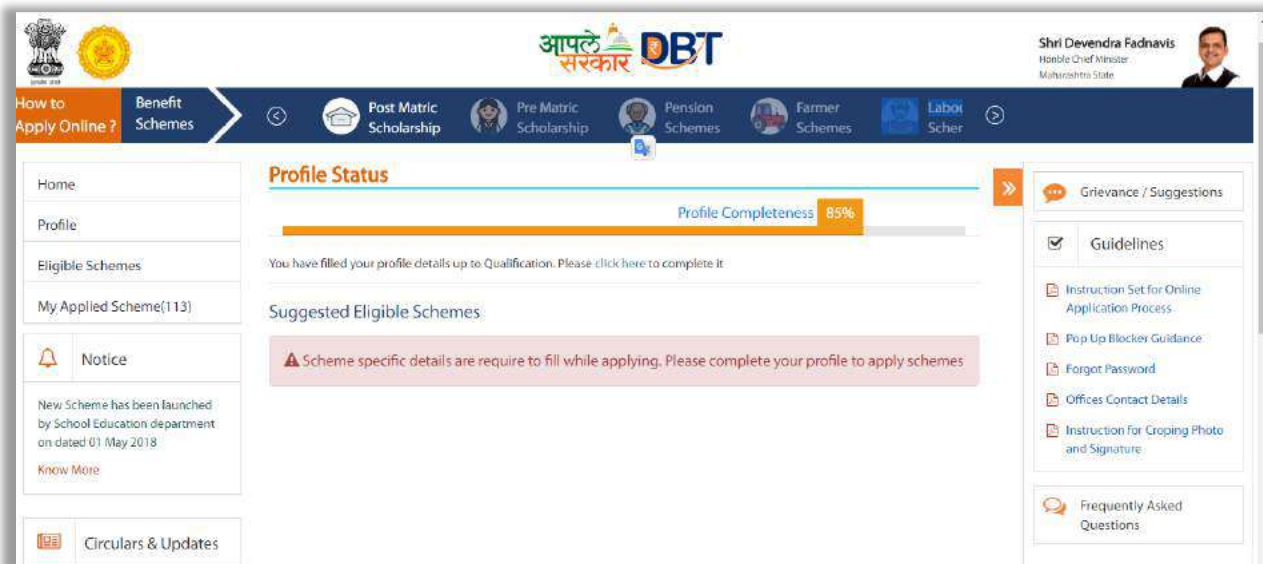 आपले सरकार DBT
Shri Devendra Fadnavis
Honble Chief Minister
Maharashtra State
How to
Apply Online ?
Benefit
Schemes
Post Matric
Scholarship
Pre Matric
Scholarship
Pension
Schemes
Farmer
Schemes
Labou
Scher
Home
Profile
Eligible Schemes
My Applied Scheme(113)
Notice
New Scheme has been launched
by School Education department
on dated 01 May 2018
Know More
Circulars & Updates
Profile Status
Profile Completeness 85%
You have filled your profile details up to Qualification. Please click here to complete it
Suggested Eligible Schemes
Scheme specific details are require to fill while applying. Please complete your profile to apply schemes
Grievance / Suggestions
Guidelines
Instruction Set for Online
Application Process
Pop Up Blocker Guidance
Forgot Password
Offices Contact Details
Instruction for Croping Photo
and Signature
Frequently Asked
Questions